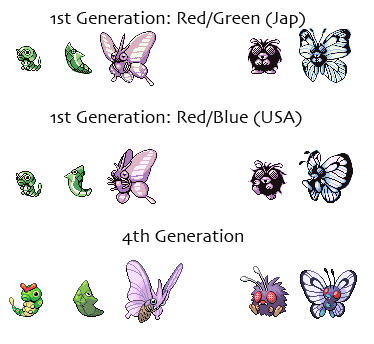 1st Generation: Red/Green (Jap)
1st Generation: Red/Blue (USA)
4th Generation